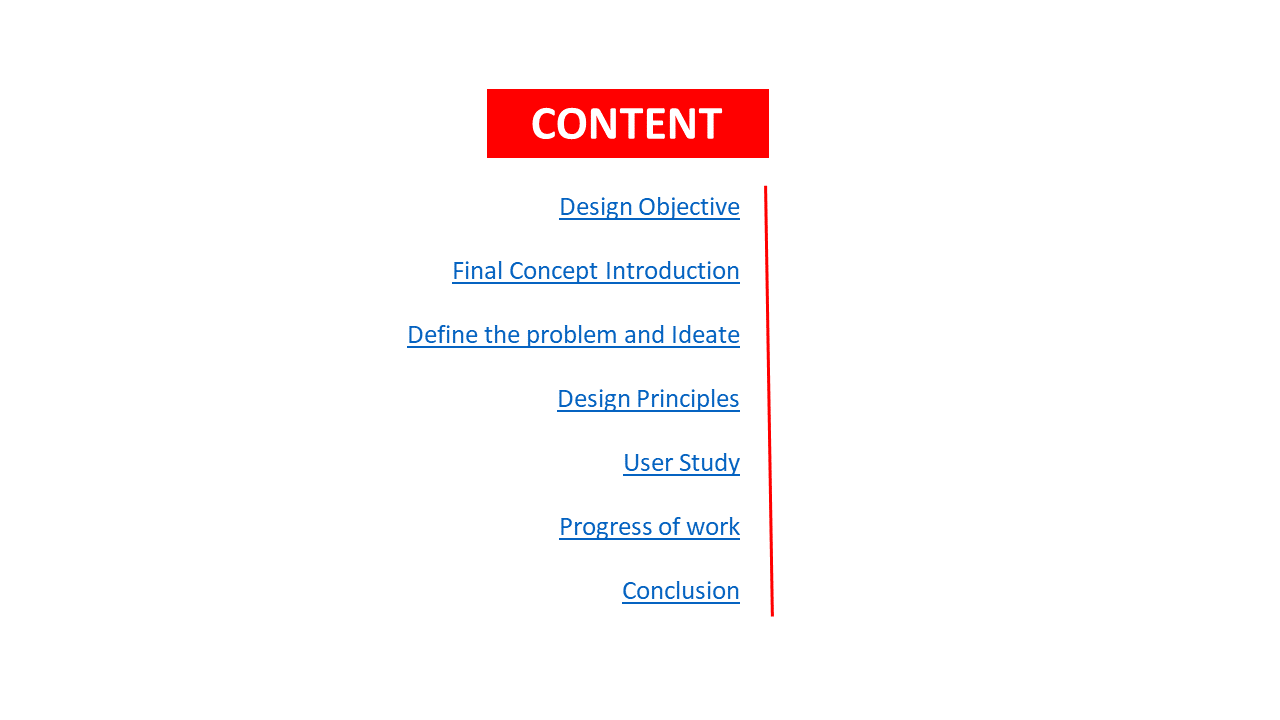 CONTENT
Design Objective
Final Concept Introduction
Define the problem and Ideate
Design Principles
User Study
Progress of work
Conclusion